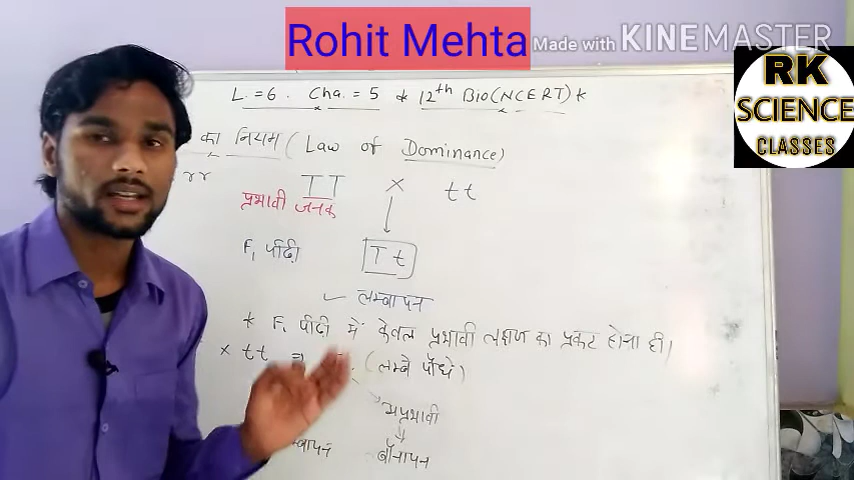 Rohit Mehta
Made with KINEMASTER
RK
SCIENCE
CLASSES
L.=6. Cha.=5 * 12th Bio(NCERT)*
का नियम (Law of Dominance)
rr
TT × tt
प्रभावी जनक
F₁ पीढ़ी Tt
✓ लम्बापन
* F₁ पीढ़ी में केवल प्रभावी लक्षण का प्रकट होना ही।
× tt ⇒ (लम्बे पौधे)
अप्रभावी
बौनापन